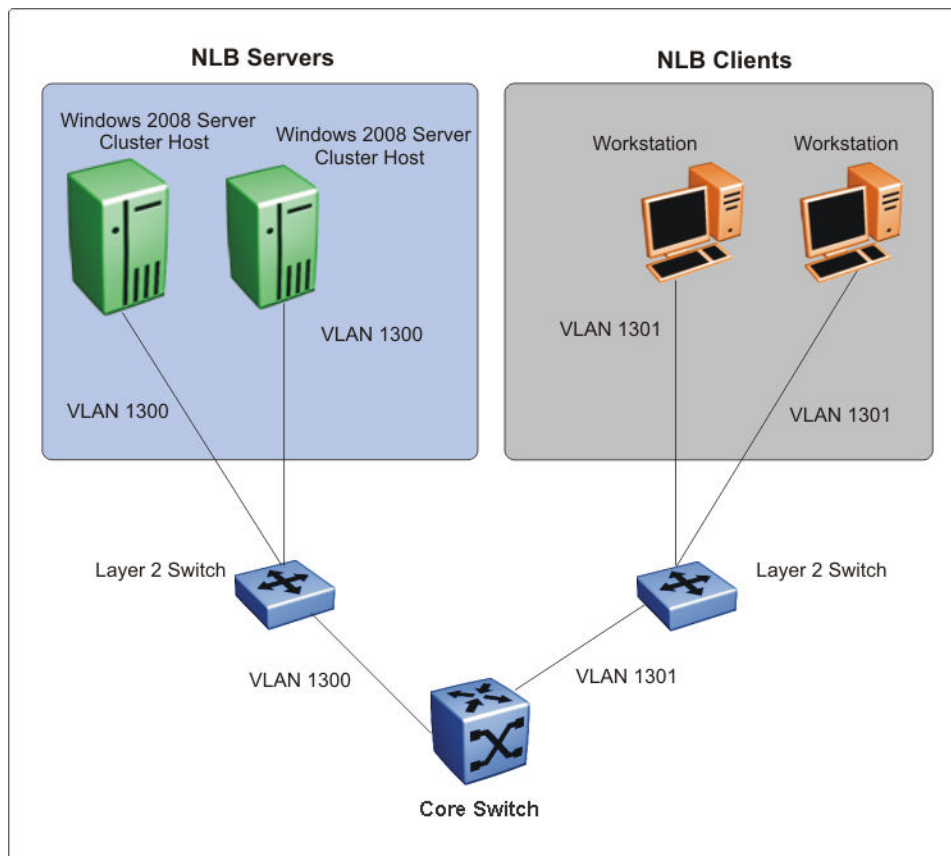 NLB Servers
NLB Clients
Windows 2008 Server
Cluster Host
Windows 2008 Server
Cluster Host
Workstation
Workstation
VLAN 1300
VLAN 1301
VLAN 1300
VLAN 1301
Layer 2 Switch
Layer 2 Switch
VLAN 1300
VLAN 1301
Core Switch